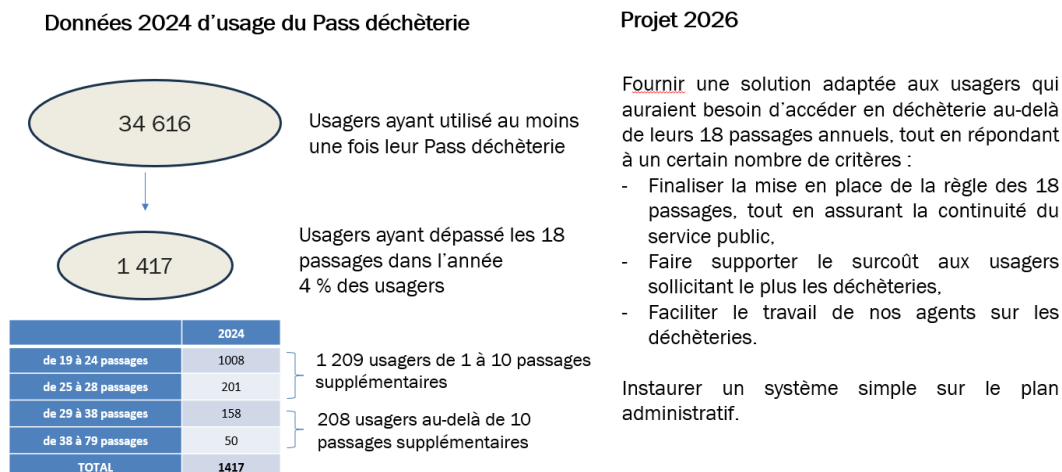 Données 2024 d'usage du Pass déchèterie
34 616
Usagers ayant utilisé au moins
une fois leur Pass déchèterie
1 417
Usagers ayant dépassé les 18
passages dans l'année
4 % des usagers
2024
de 19 à 24 passages 1008
de 25 à 28 passages 201
de 29 à 38 passages 158
de 38 à 79 passages 50
TOTAL 1417
1 209 usagers de 1 à 10 passages
supplémentaires
208 usagers au-delà de 10
passages supplémentaires
Projet 2026
Fournir une solution adaptée aux usagers qui
auraient besoin d'accéder en déchèterie au-delà
de leurs 18 passages annuels, tout en répondant
à un certain nombre de critères :
- Finaliser la mise en place de la règle des 18
passages, tout en assurant la continuité du
service public,
- Faire supporter le surcoût aux usagers
sollicitant le plus les déchèteries,
- Faciliter le travail de nos agents sur les
déchèteries.
Instaurer un système simple sur le plan
administratif.